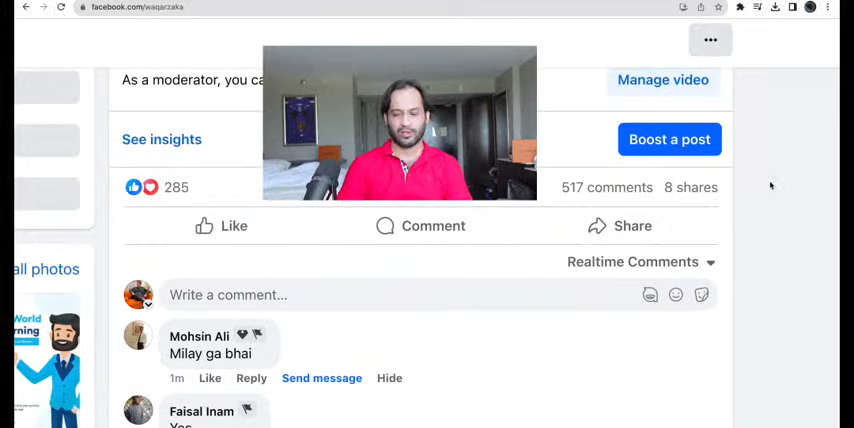 facebook.com/waqarzaka
As a moderator, you ca
Manage video
See insights
Boost a post
285
517 comments 8 shares
Like Comment Share
Realtime Comments
Write a comment...
Mohsin Ali
Milay ga bhai
1m Like Reply Send message Hide
all photos
World
rning
Faisal Inam
Yes